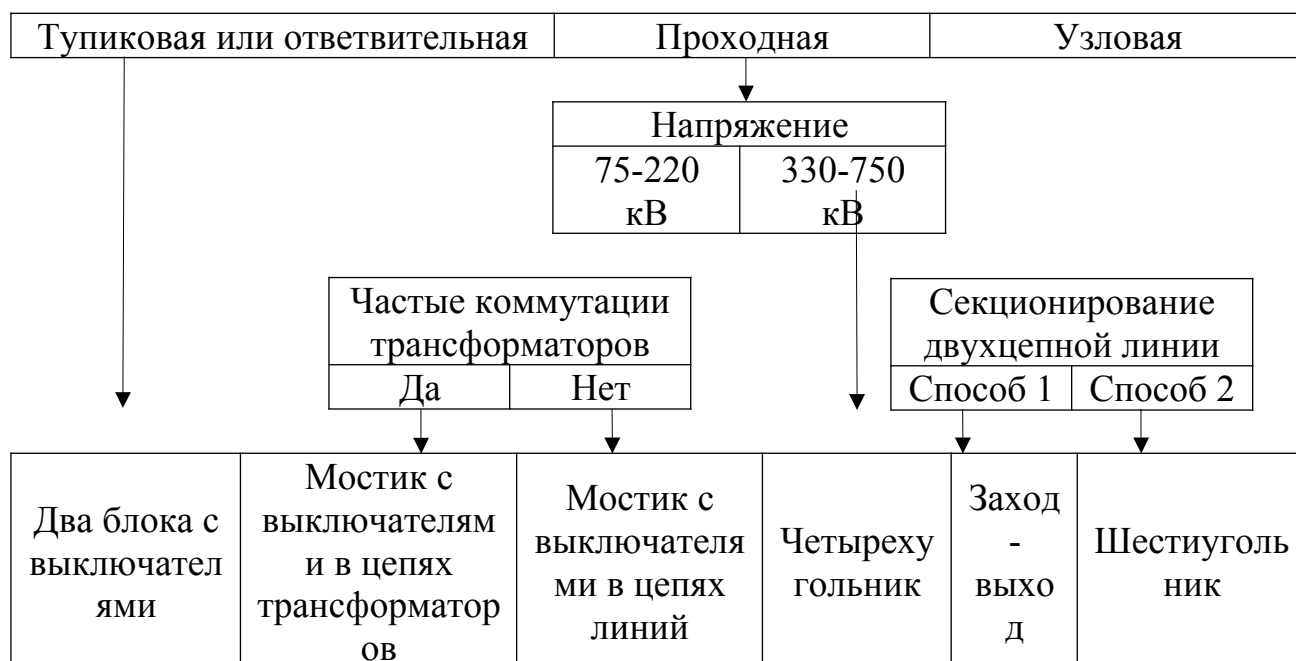 Тупиковая или ответвительная
Проходная
Узловая
Напряжение
75-220
кВ
330-750
кВ
Частые коммутации
трансформаторов
Да
Нет
Секционирование
двухцепной линии
Способ 1
Способ 2
Два блока с
выключател
ями
Мостик с
выключателям
и в цепях
трансформатор
ов
Мостик с
выключателя
ми в цепях
линий
Четыреху
гольник
Заход
-
выхо
д
Шестиуголь
ник